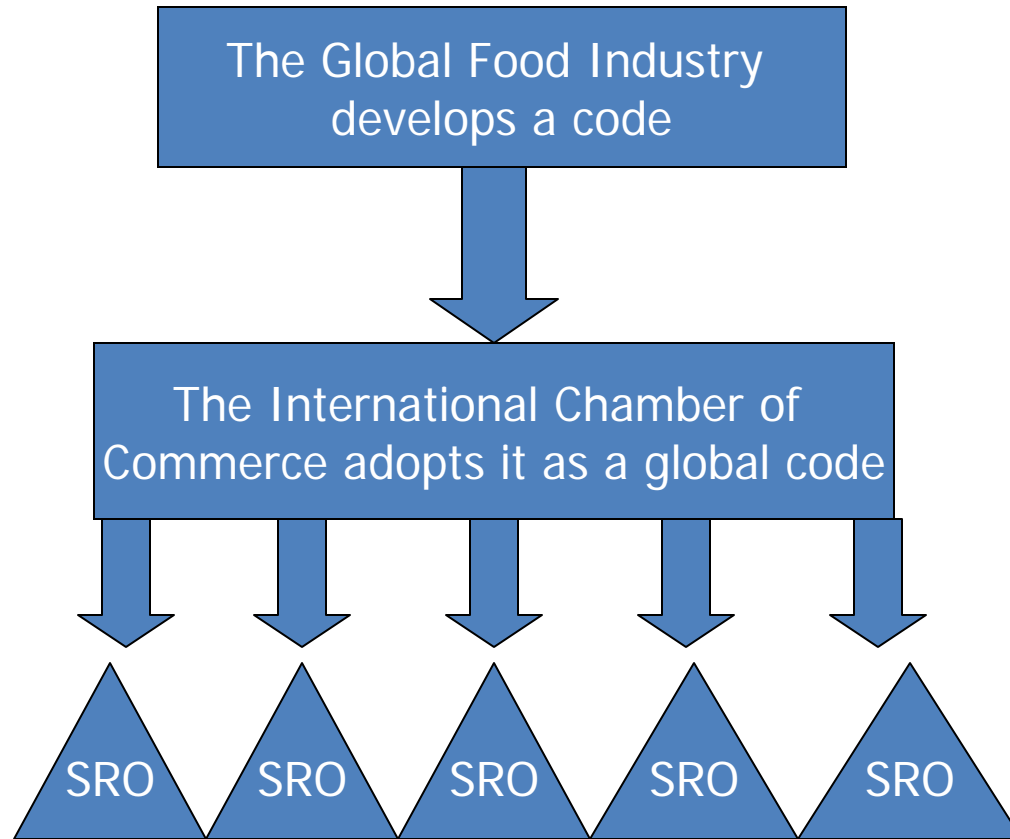 The Global Food Industry
develops a code
The International Chamber of
Commerce adopts it as a global code
SRO SRO SRO SRO SRO